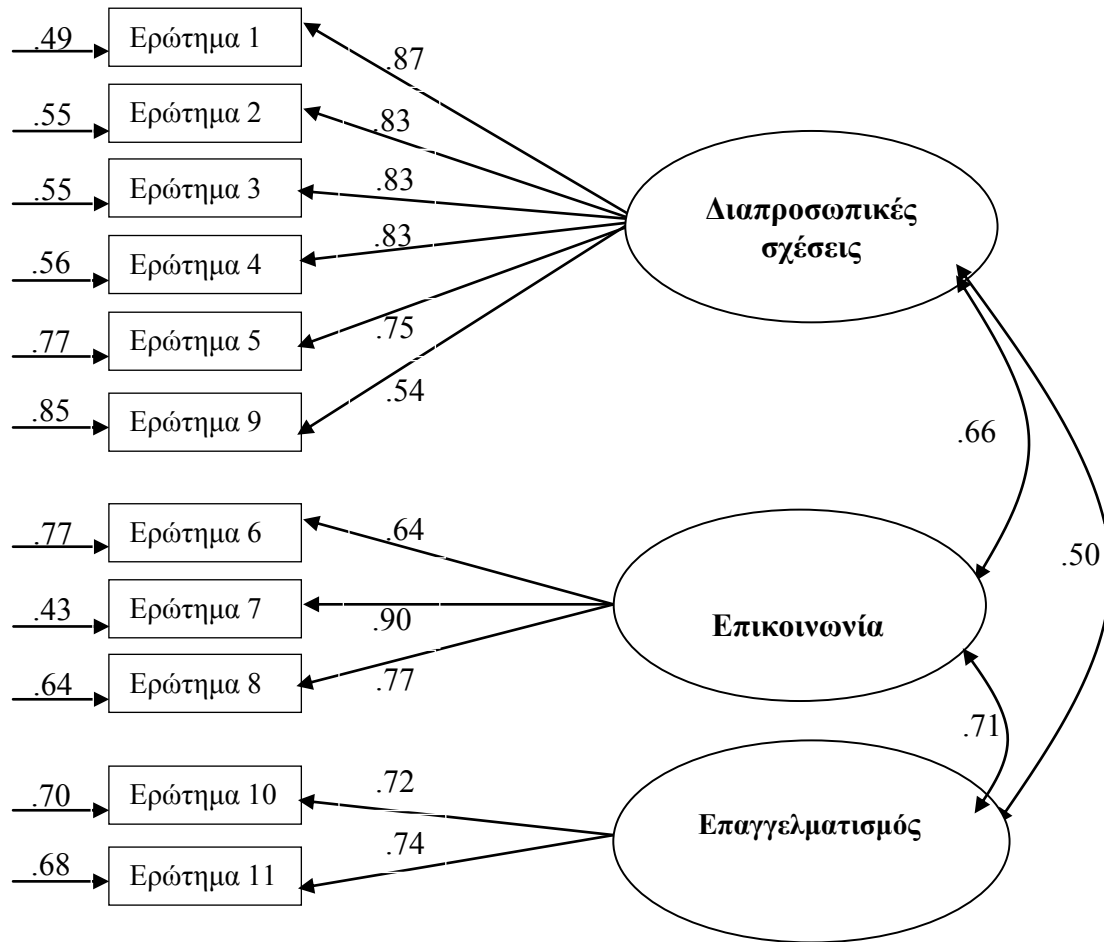 .49
Ερώτημα 1
.87
.55
Ερώτημα 2
.83
.55
Ερώτημα 3
.83
.56
Ερώτημα 4
.83
.77
Ερώτημα 5
.75
.85
Ερώτημα 9
.54
Διαπροσωπικές
σχέσεις
.66
.50
.77
Ερώτημα 6
.64
.43
Ερώτημα 7
.90
.64
Ερώτημα 8
.77
Επικοινωνία
.71
.70
Ερώτημα 10
.72
.68
Ερώτημα 11
.74
Επαγγελματισμός